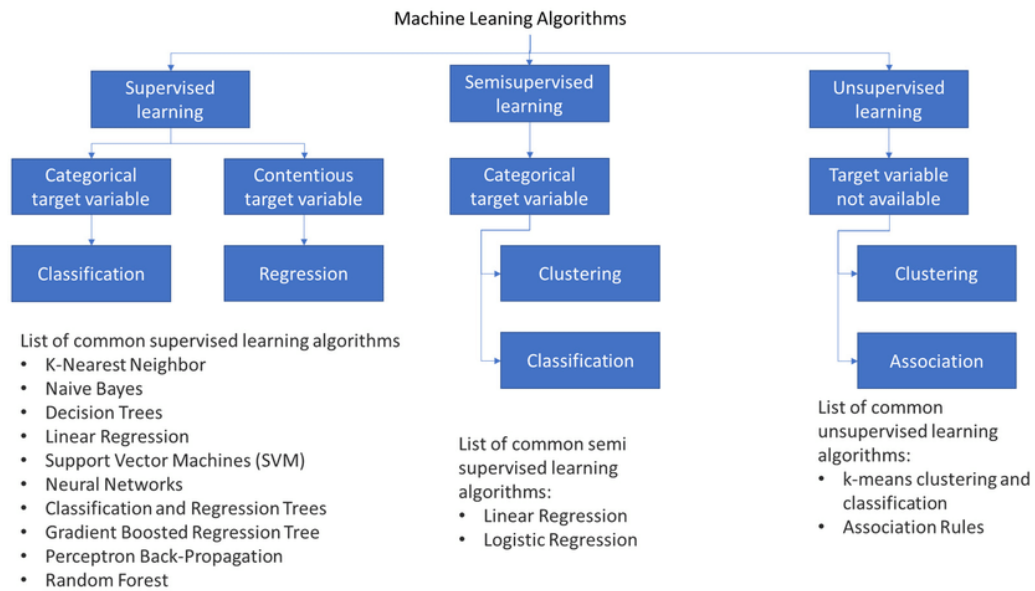 Machine Leaning Algorithms
Supervised
learning
Semisupervised
learning
Unsupervised
learning
Categorical
target variable
Contentious
target variable
Categorical
target variable
Target variable
not available
Classification
Regression
Clustering
Clustering
Classification
Association
List of common supervised learning algorithms
• K-Nearest Neighbor
• Naive Bayes
• Decision Trees
• Linear Regression
• Support Vector Machines (SVM)
• Neural Networks
• Classification and Regression Trees
• Gradient Boosted Regression Tree
• Perceptron Back-Propagation
• Random Forest
List of common semi
supervised learning
algorithms:
• Linear Regression
• Logistic Regression
List of common
unsupervised learning
algorithms:
• k-means clustering and
classification
• Association Rules